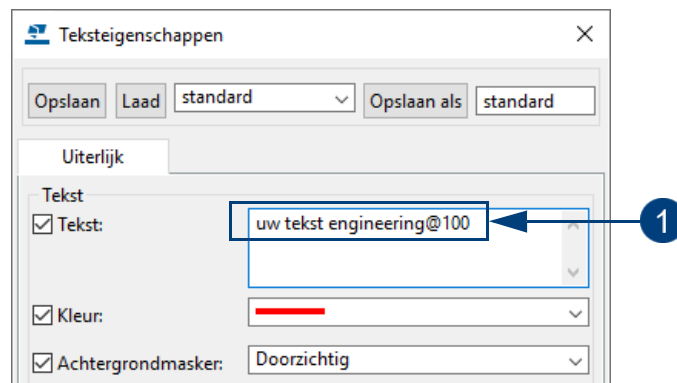 Teksteigenschappen
Opslaan Laad standard Opslaan als standard
Uiterlijk
Tekst
Tekst: uw tekst engineering@100
1
Kleur:
Achtergrondmasker: Doorzichtig